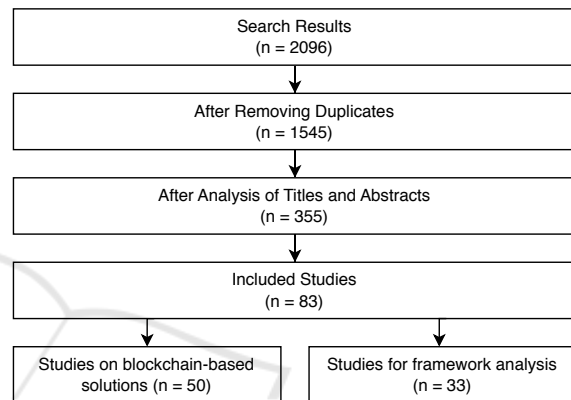 Search Results
(n = 2096)
After Removing Duplicates
(n = 1545)
After Analysis of Titles and Abstracts
(n = 355)
Included Studies
(n = 83)
Studies on blockchain-based
solutions (n = 50)
Studies for framework analysis
(n = 33)